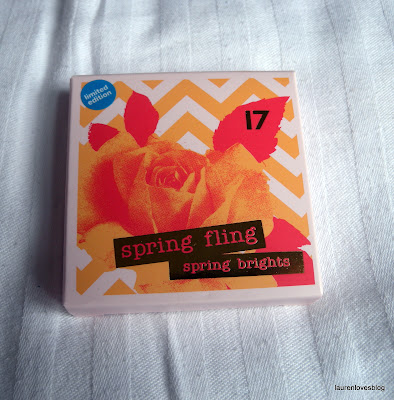 limited
edition
17
spring fling
spring brights
laurenlovesblog